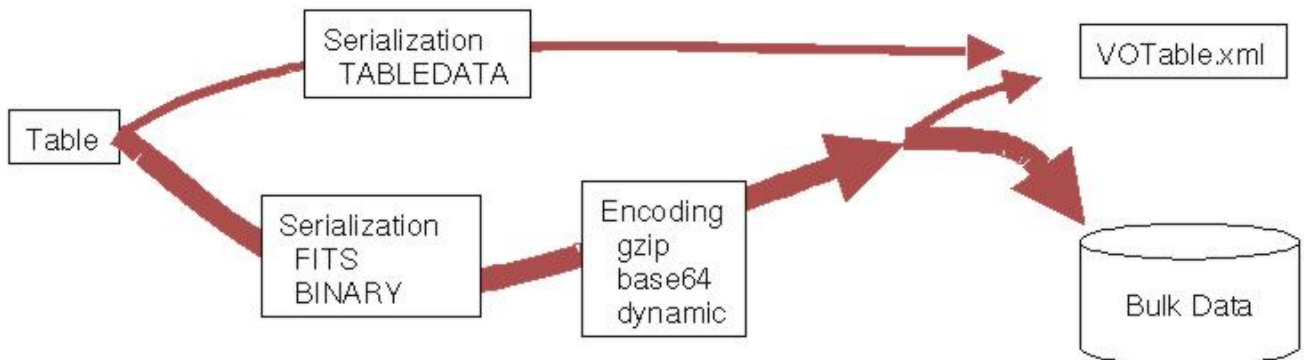 Serialization
TABLEDATA
VOTable.xml
Table
Serialization
FITS
BINARY
Encoding
gzip
base64
dynamic
Bulk Data